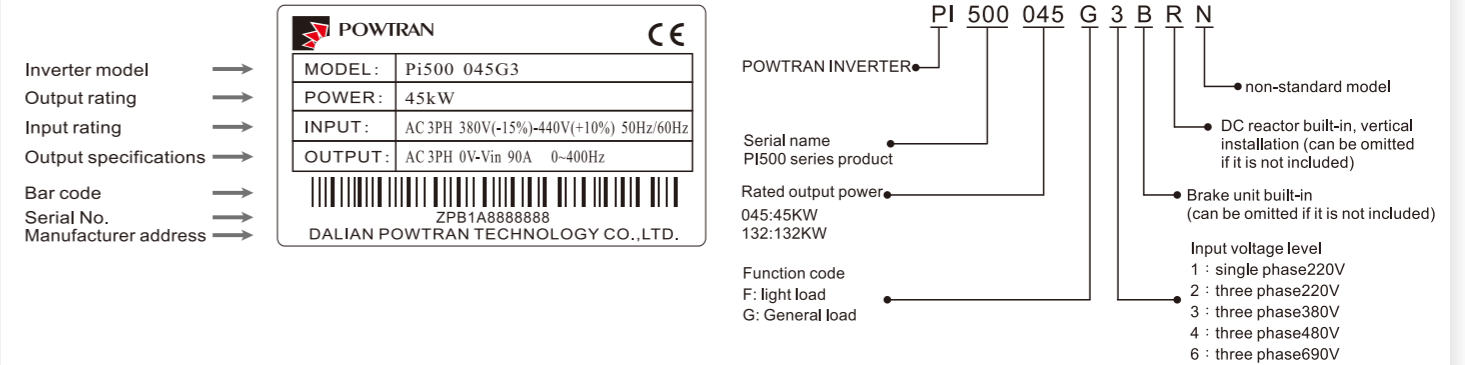 Inverter model
Output rating
Input rating
Output specifications
Bar code
Serial No.
Manufacturer address
POWTRAN CE
MODEL: Pi500 045G3
POWER: 45kW
INPUT: AC 3PH 380V(-15%)-440V(+10%) 50Hz/60Hz
OUTPUT: AC 3PH 0V-Vin 90A 0~400Hz
ZPB1A8888888
DALIAN POWTRAN TECHNOLOGY CO.,LTD.
PI 500 045 G 3 B R N
POWTRAN INVERTER
Serial name
PI500 series product
Rated output power
045:45KW
132:132KW
Function code
F: light load
G: General load
non-standard model
DC reactor built-in, vertical
installation (can be omitted
if it is not included)
Brake unit built-in
(can be omitted if it is not included)
Input voltage level
1：single phase220V
2：three phase220V
3：three phase380V
4：three phase480V
6：three phase690V